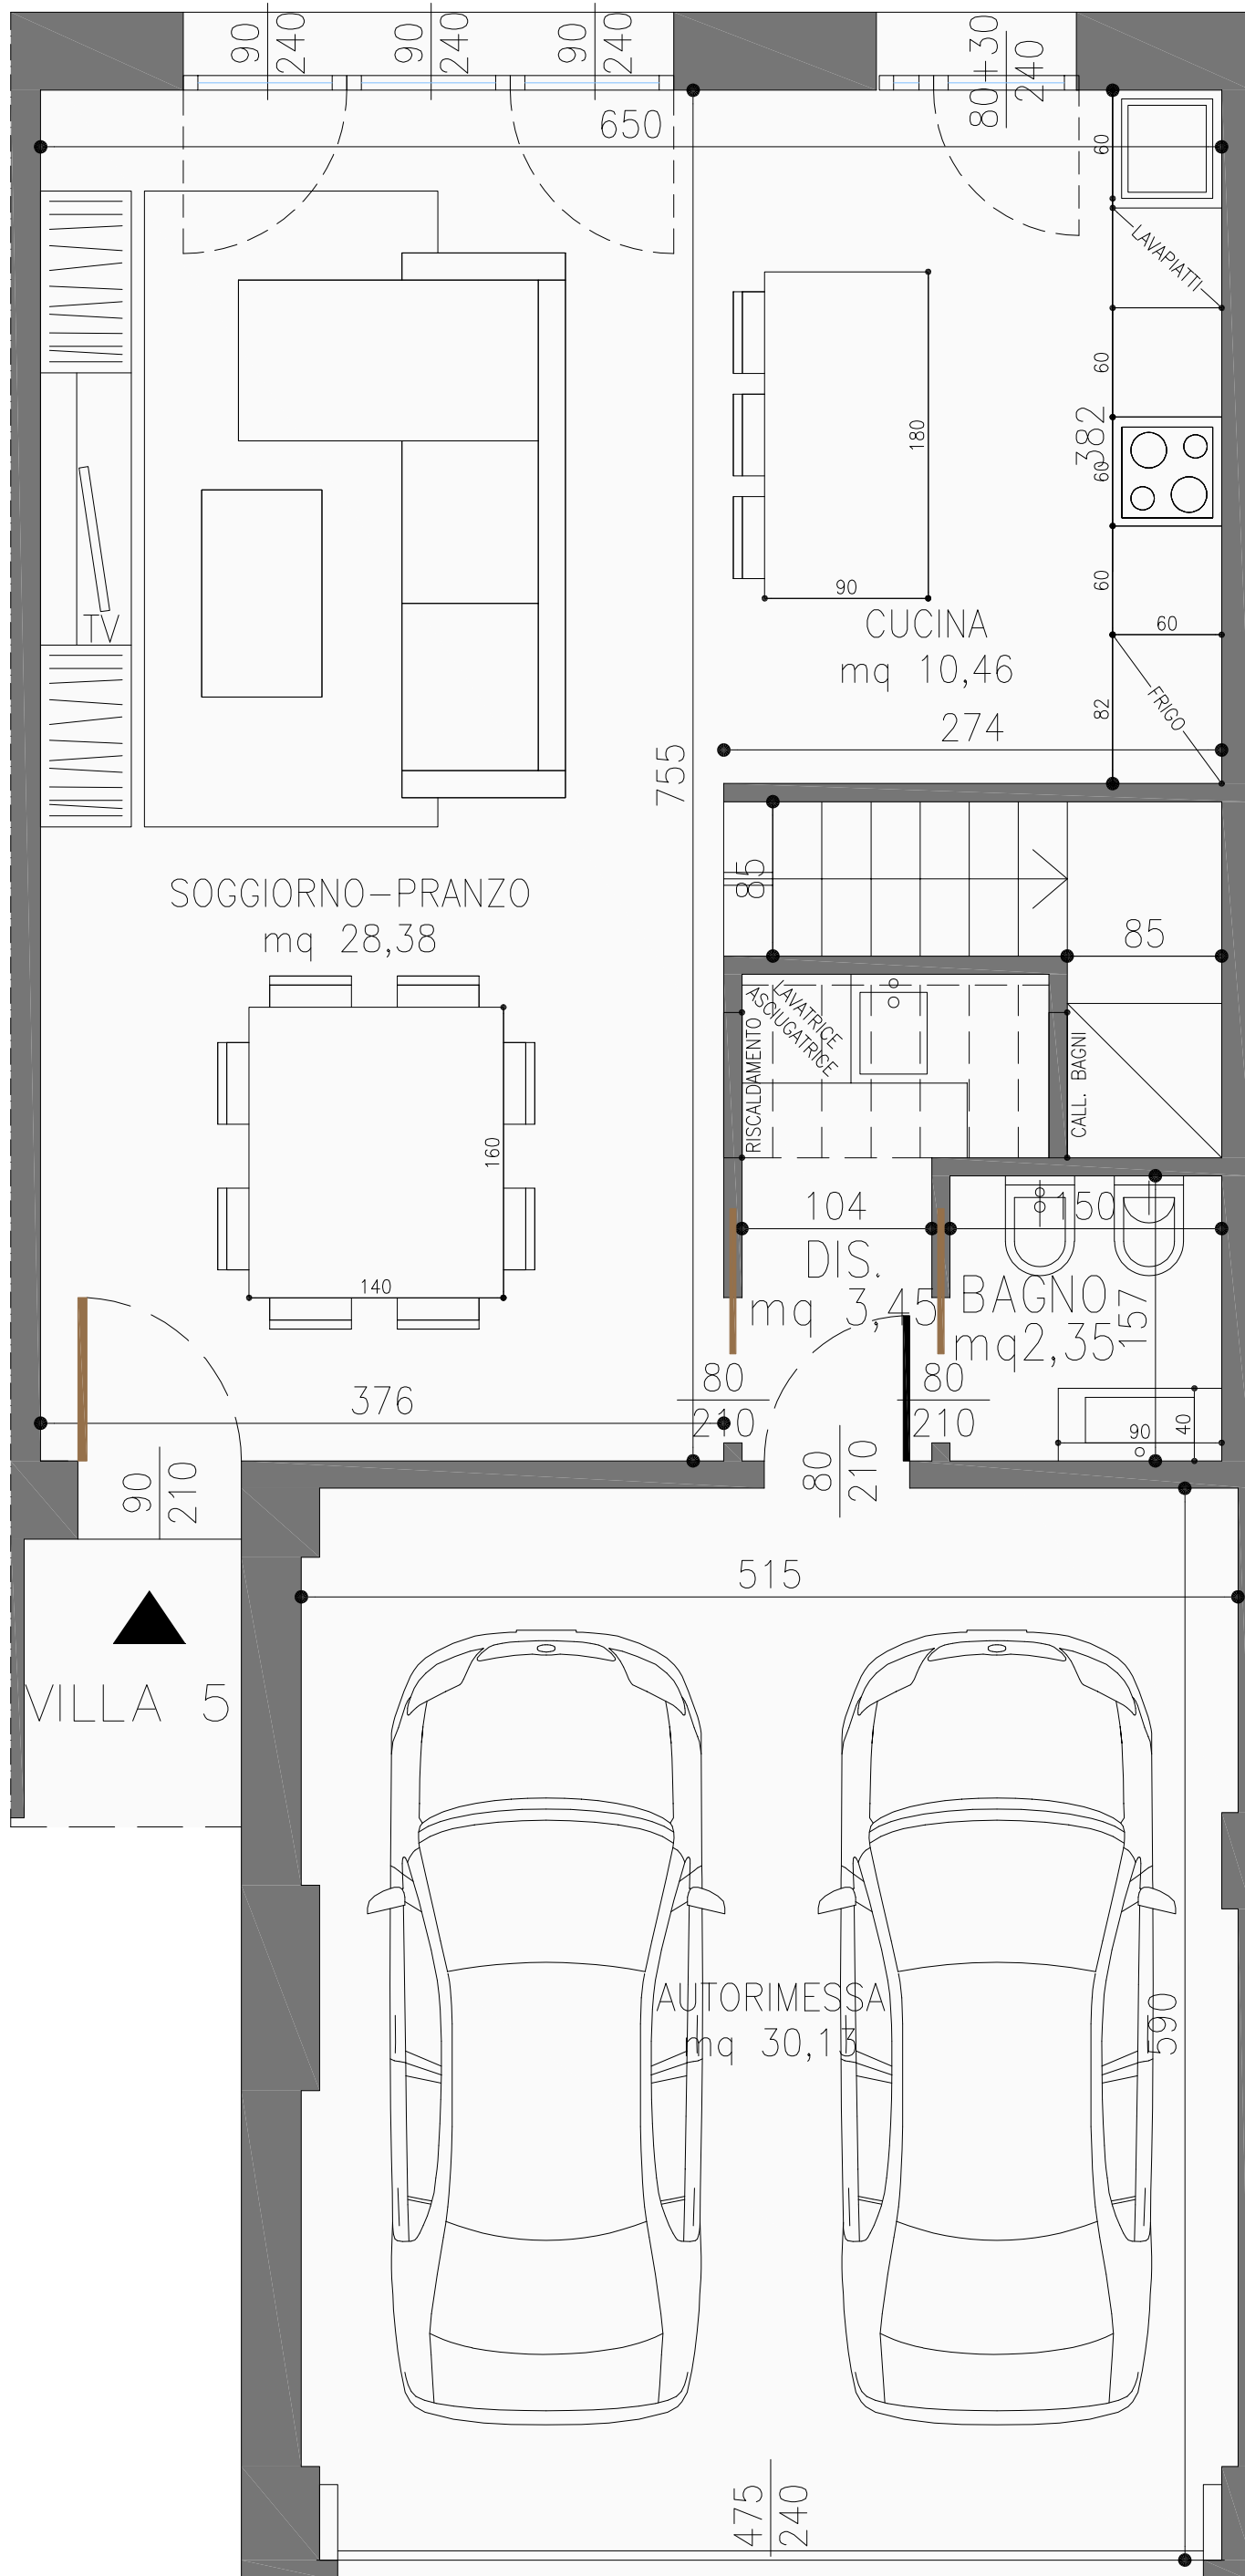 90
240
90
240
90
240
80+30
240
650
60
LAVAPIATTI
60
382
60
180
60
90
60
CUCINA
mq 10,46
82
FRIGO
274
755
TV
85
85
SOGGIORNO-PRANZO
mq 28,38
LAVATRICE
ASCIUGATRICE
RISCALDAMENTO
CALL. BAGNI
160
140
104
150
DIS.
mq 3,45
BAGNO
mq2,35
157
80
210
80
210
90
40
376
90
210
80
210
515
VILLA 5
AUTORIMESSA
mq 30,13
590
475
240